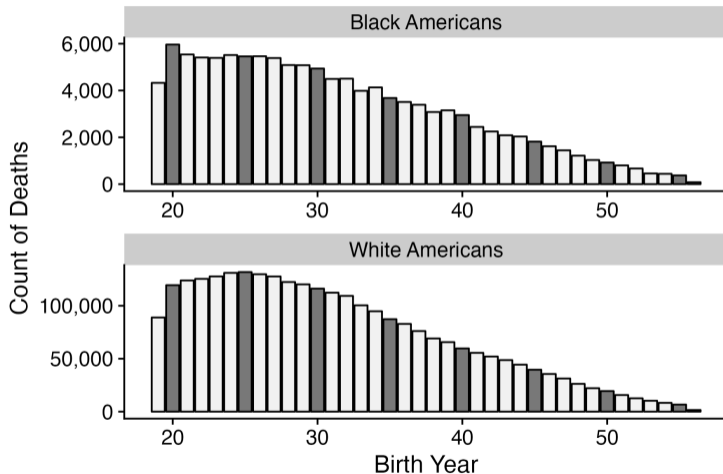 Black Americans
6,000
4,000
2,000
0
20 30 40 50
Count of Deaths
White Americans
100,000
50,000
0
20 30 40 50
Birth Year